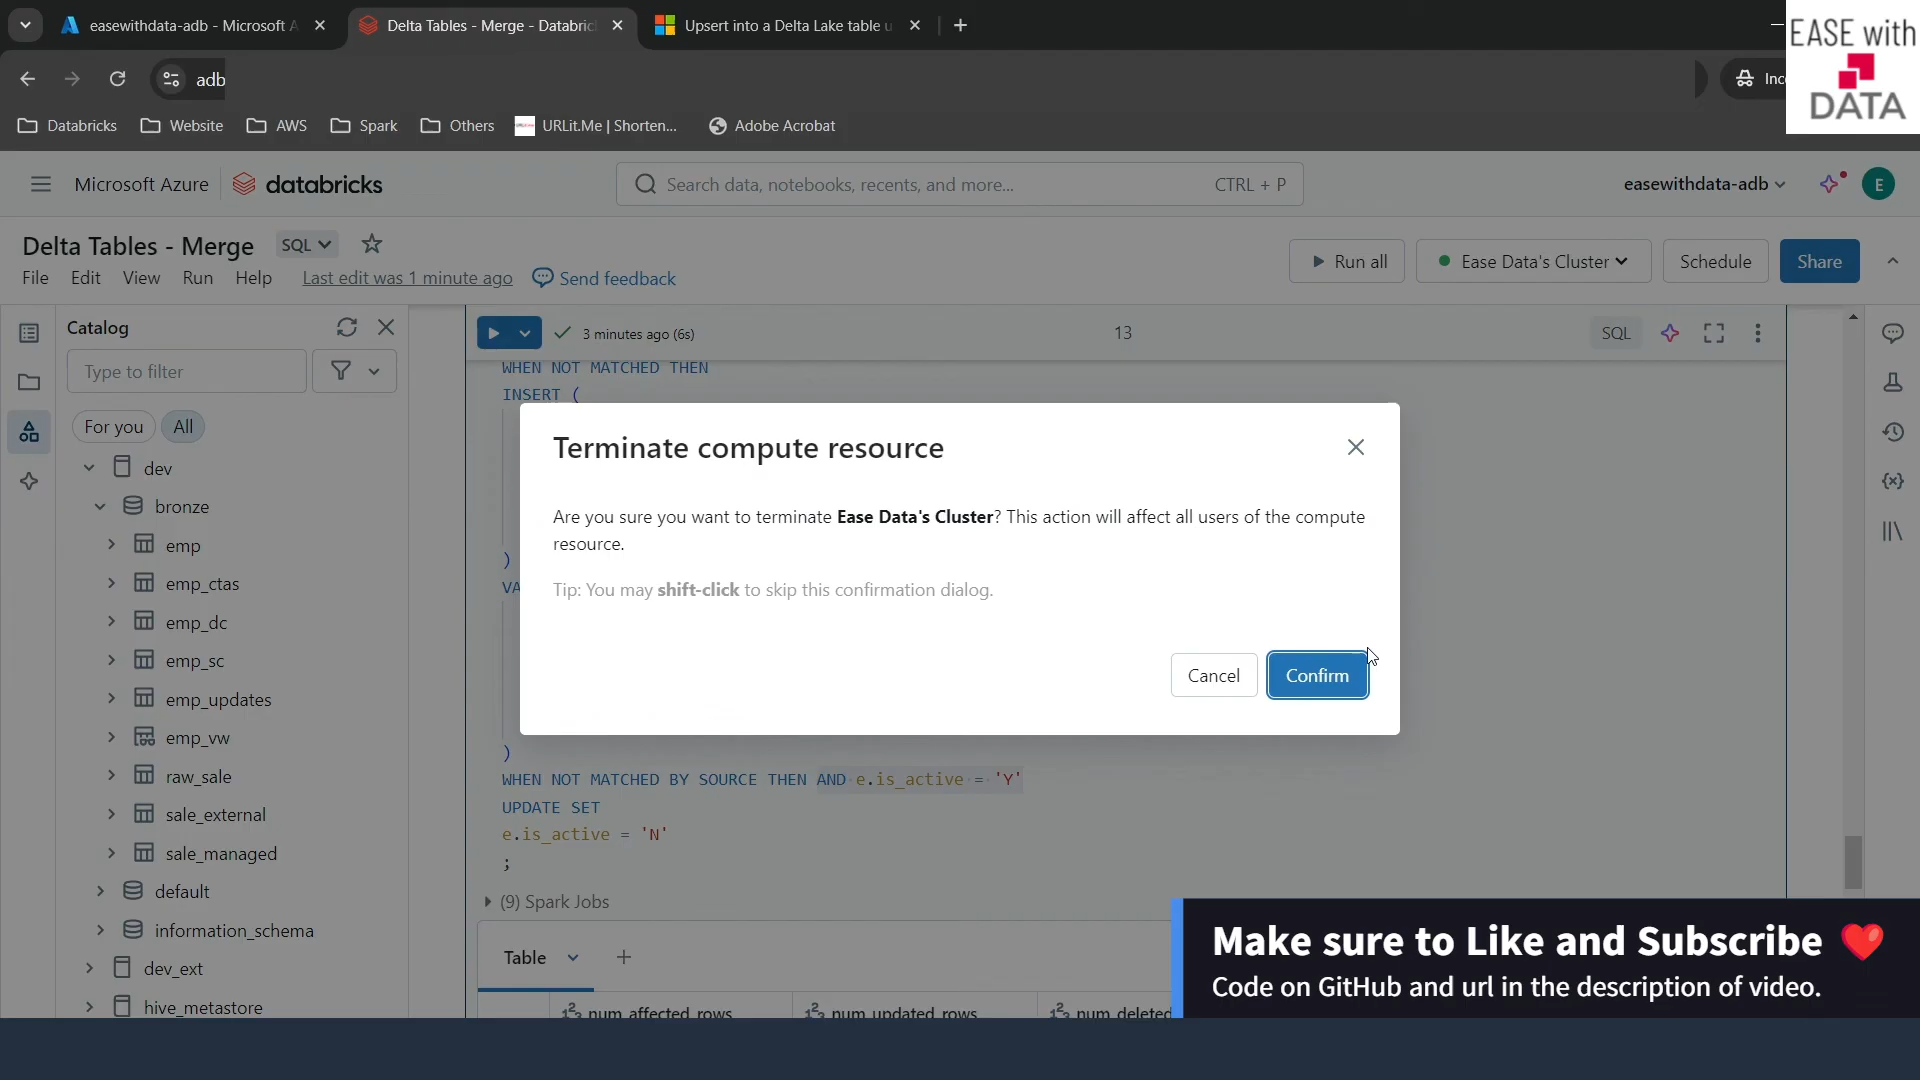 easewithdata-adb - Microsoft A
Delta Tables - Merge - Databric
Upsert into a Delta Lake table u
EASE with
DATA
adb
Inc
Databricks
Website
AWS
Spark
Others
URLit.Me | Shorten...
Adobe Acrobat
Microsoft Azure
databricks
Search data, notebooks, recents, and more...
CTRL + P
easewithdata-adb
E
Delta Tables - Merge
SQL
File
Edit
View
Run
Help
Last edit was 1 minute ago
Send feedback
Run all
Ease Data's Cluster
Schedule
Share
Catalog
Type to filter
For you
All
dev
bronze
emp
emp_ctas
emp_dc
emp_sc
emp_updates
emp_vw
raw_sale
sale_external
sale_managed
default
information_schema
dev_ext
hive_metastore
3 minutes ago (6s)
13
SQL
WHEN NOT MATCHED THEN
INSERT (
)
VA
)
WHEN NOT MATCHED BY SOURCE THEN AND e.is_active = 'Y'
UPDATE SET
e.is_active = 'N'
;
(9) Spark Jobs
Table
num_affected_rows
num_updated_rows
num_deleted
Terminate compute resource
Are you sure you want to terminate Ease Data's Cluster? This action will affect all users of the compute
resource.
Tip: You may shift-click to skip this confirmation dialog.
Cancel
Confirm
Make sure to Like and Subscribe
Code on GitHub and url in the description of video.